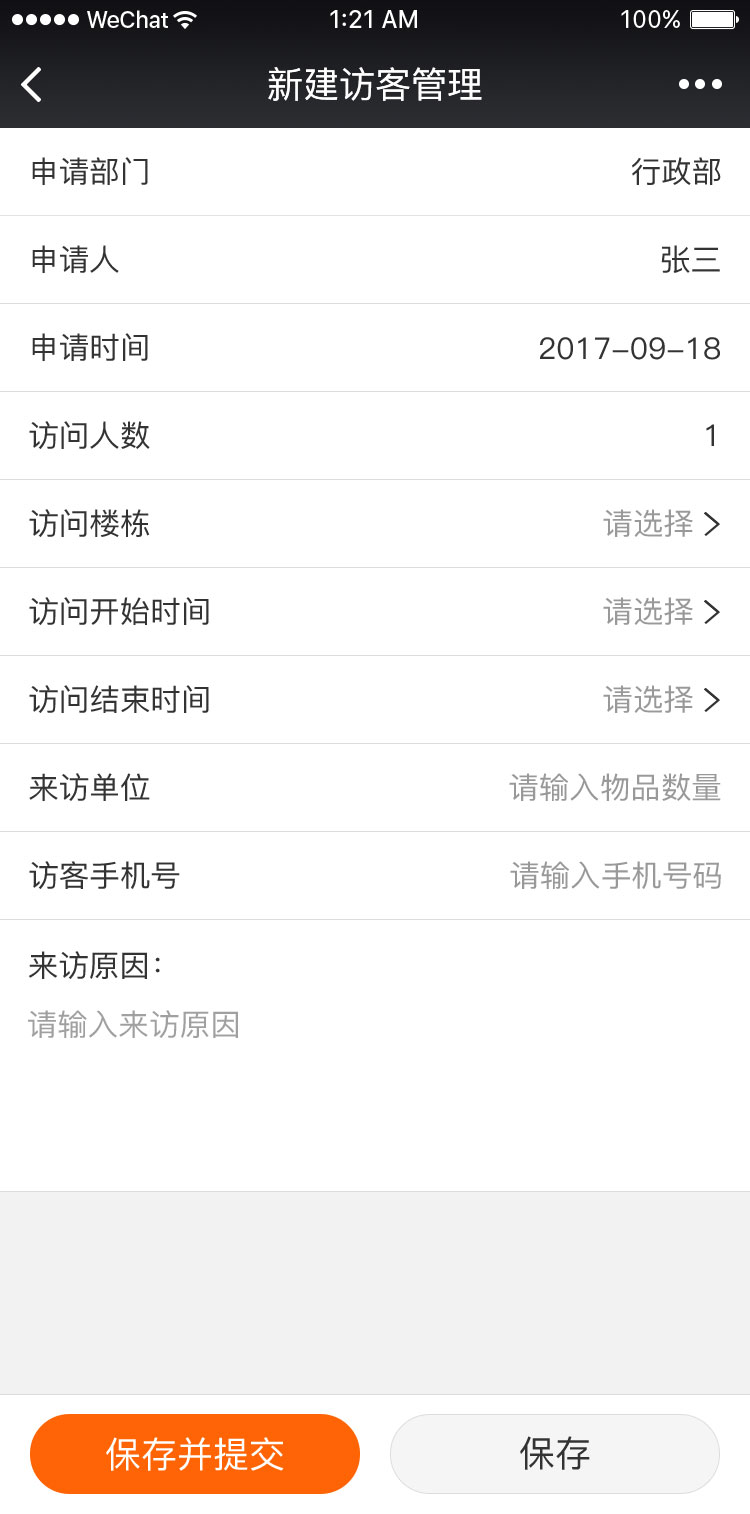 WeChat 1:21 AM 100%
新建访客管理
申请部门 行政部
申请人 张三
申请时间 2017–09–18
访问人数 1
访问楼栋 请选择
访问开始时间 请选择
访问结束时间 请选择
来访单位 请输入物品数量
访客手机号 请输入手机号码
来访原因：
请输入来访原因
保存并提交 保存